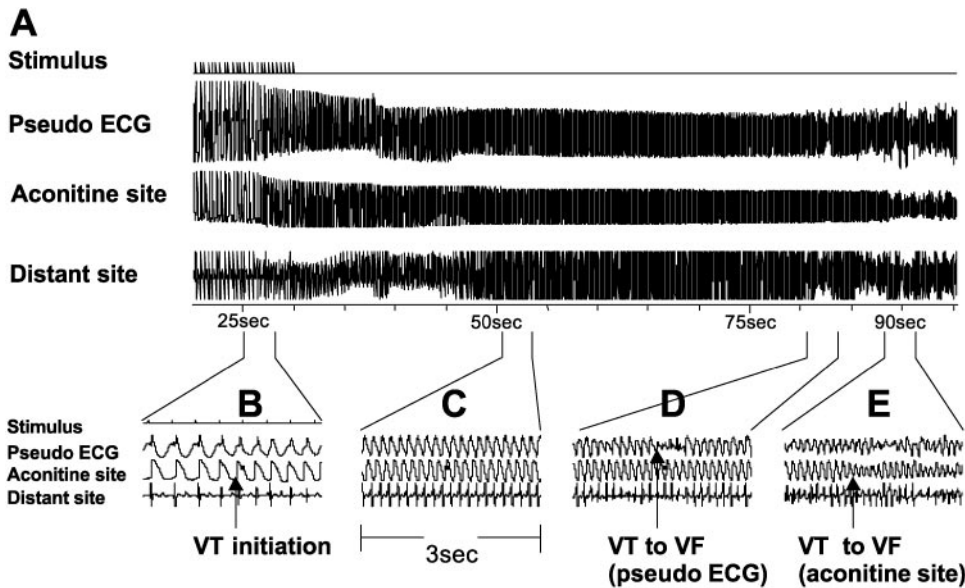 A
Stimulus
Pseudo ECG
Aconitine site
Distant site
25sec 50sec 75sec 90sec
B C D E
Stimulus
Pseudo ECG
Aconitine site
Distant site
VT initiation
3sec
VT to VF
(pseudo ECG)
VT to VF
(aconitine site)